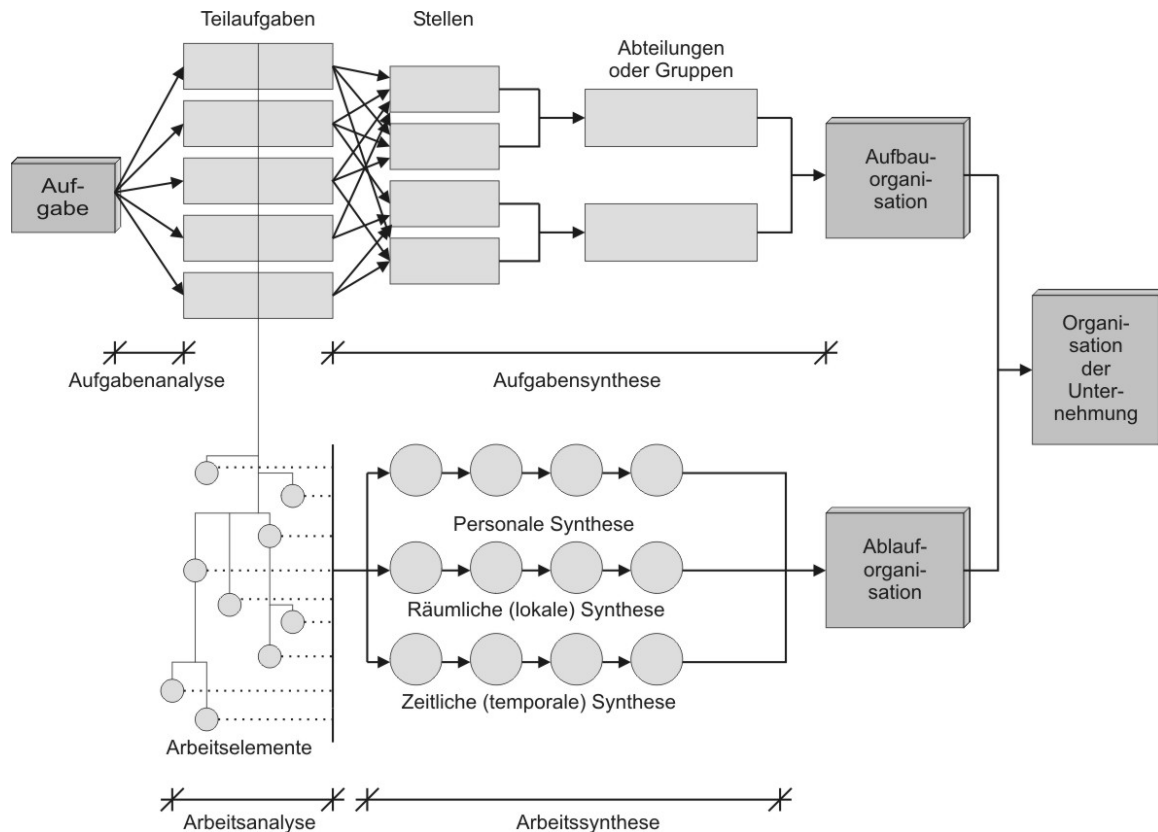 Teilaufgaben
Stellen
Abteilungen
oder Gruppen
Auf-
gabe
Aufbau-
organi-
sation
Organi-
sation
der
Unter-
nehmung
Aufgabenanalyse
Aufgabensynthese
Personale Synthese
Räumliche (lokale) Synthese
Zeitliche (temporale) Synthese
Ablauf-
organi-
sation
Arbeitselemente
Arbeitsanalyse
Arbeitssynthese